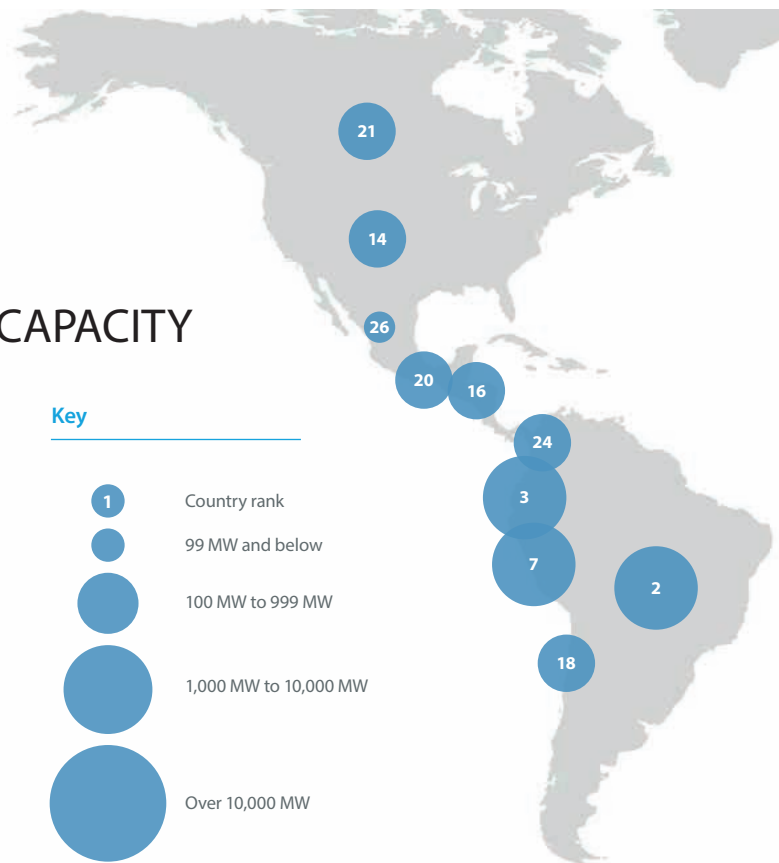 21
14
26
CAPACITY
20
16
Key
24
3
1 Country rank
99 MW and below
7
2
100 MW to 999 MW
18
1,000 MW to 10,000 MW
Over 10,000 MW